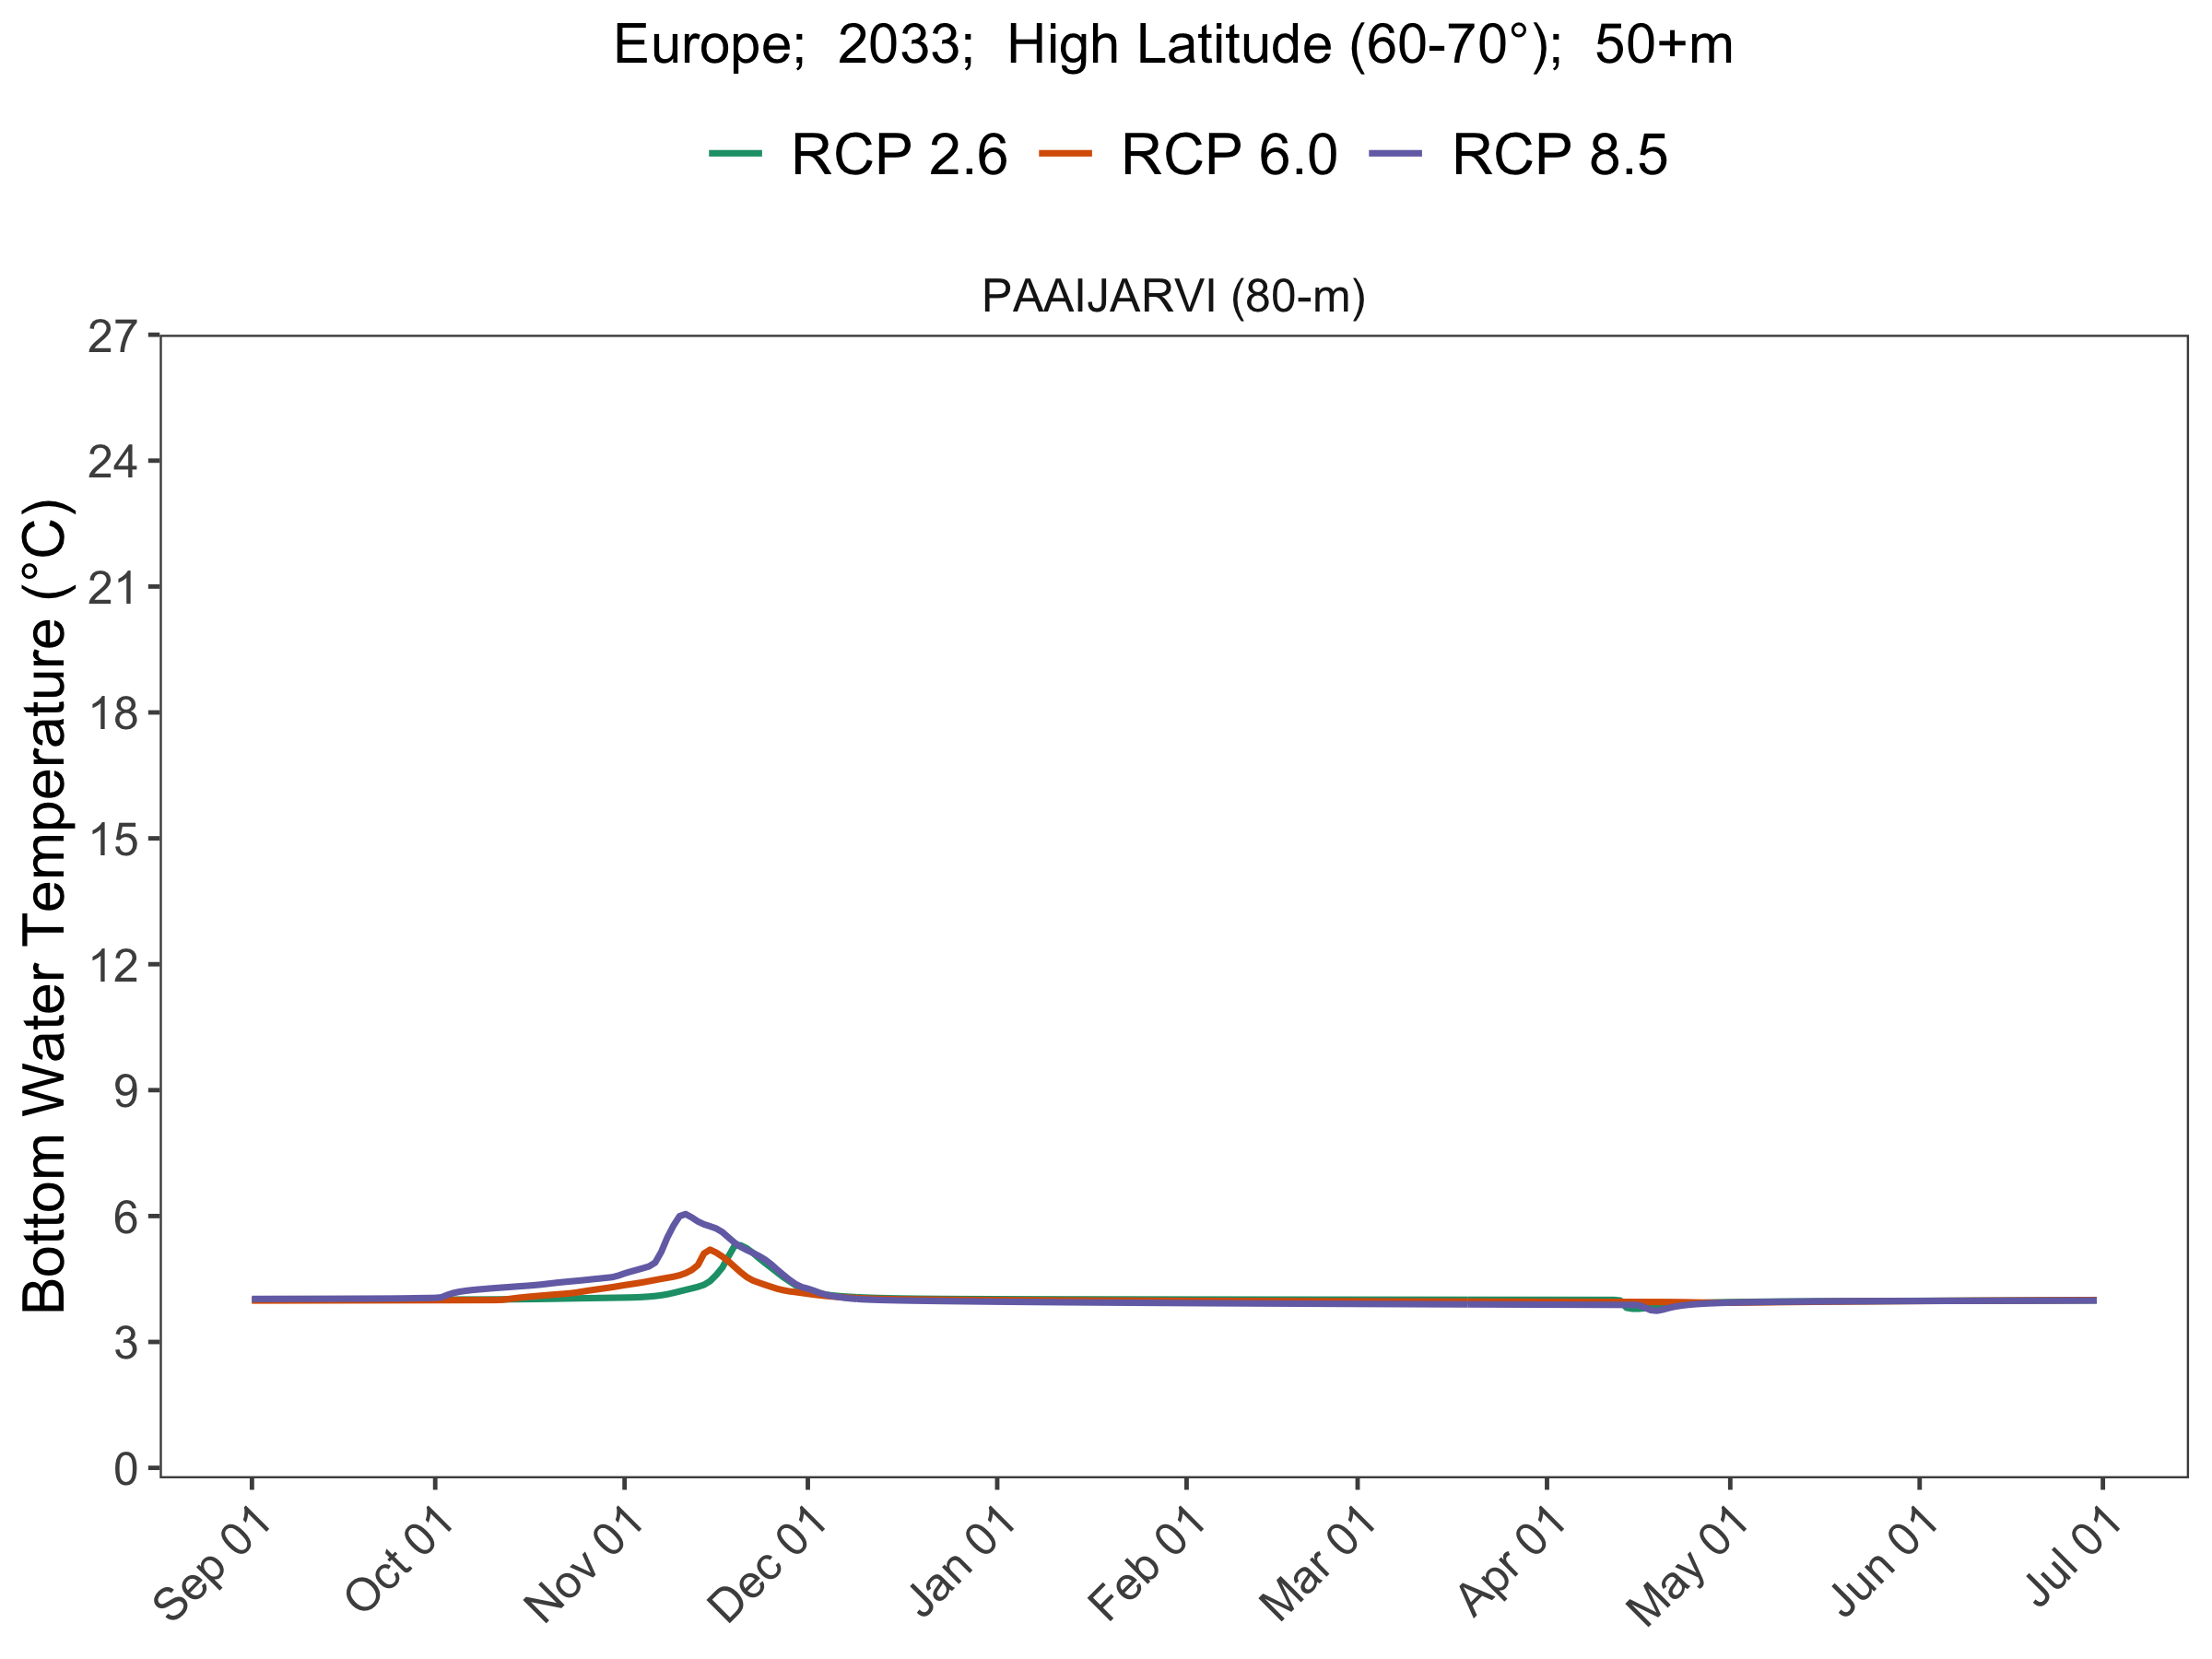 Europe;  2033;  High Latitude (60-70°);  50+m
RCP 2.6 RCP 6.0 RCP 8.5
PAAIJARVI (80-m)
Bottom Water Temperature (°C)
27
24
21
18
15
12
9
6
3
0
Sep 01 Oct 01 Nov 01 Dec 01 Jan 01 Feb 01 Mar 01 Apr 01 May 01 Jun 01 Jul 01